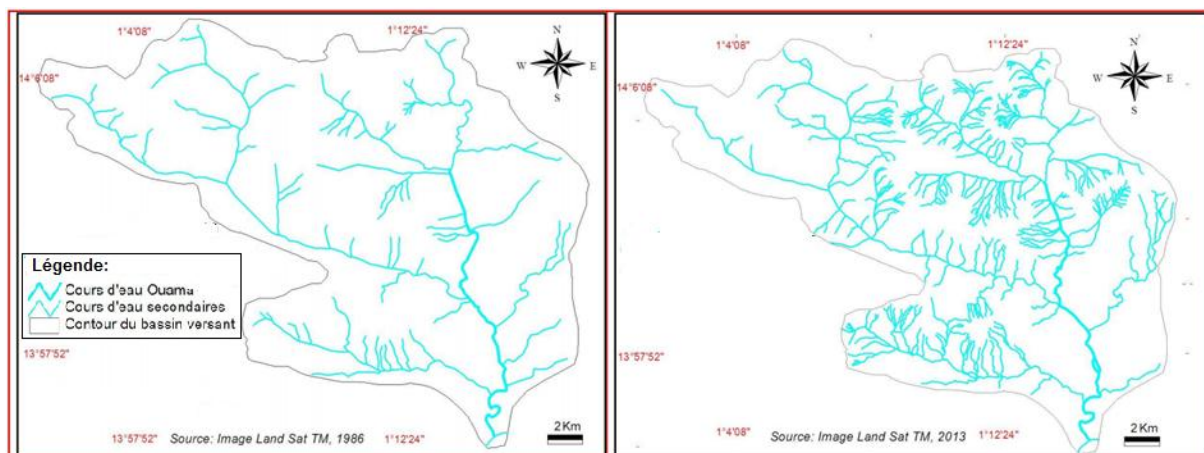 1°4'08"
1°12'24"
N
W
E
S
14°6'08"
Légende:
Cours d'eau Ouama
Cours d'eau secondaires
Contour du bassin versant
13°57'52"
13°57'52"
Source: Image Land Sat TM, 1986
1°12'24"
2 Km
1°4'08"
1°12'24"
N
W
E
S
14°6'08"
13°57'52"
1°4'08"
Source: Image Land Sat TM, 2013
1°12'24"
2 Km